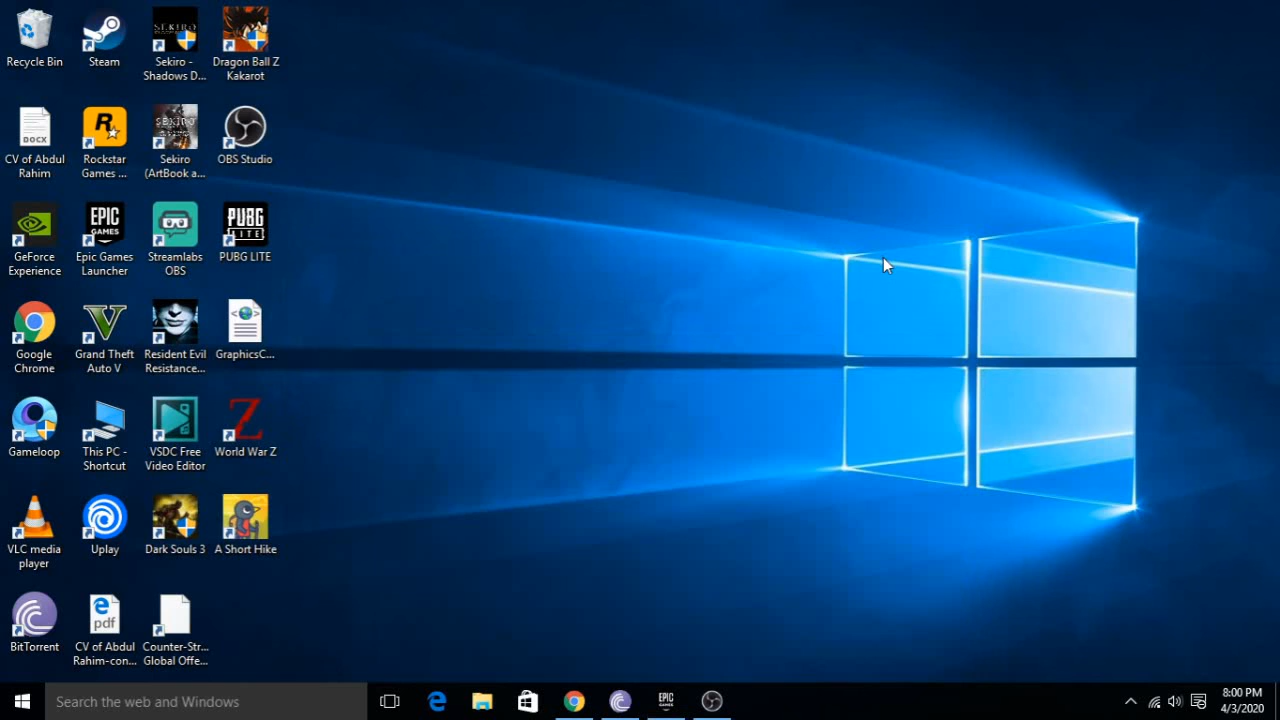 Recycle Bin
Steam
SEKIRO
Sekiro -
Shadows D...
Dragon Ball Z
Kakarot
DOCX
CV of Abdul
Rahim
R
Rockstar
Games ...
SEKIRO
Sekiro
(ArtBook a...
OBS Studio
GeForce
Experience
EPIC
GAMES
Epic Games
Launcher
Streamlabs
OBS
PUBG
LITE
PUBG LITE
Google
Chrome
V
Grand Theft
Auto V
Resident Evil
Resistance...
GraphicsC...
Gameloop
This PC -
Shortcut
VSDC Free
Video Editor
Z
World War Z
VLC media
player
Uplay
Dark Souls 3
A Short Hike
BitTorrent
e
pdf
CV of Abdul
Rahim-con...
Counter-Str...
Global Offe...
Search the web and Windows
EPIC
GAMES
8:00 PM
4/3/2020